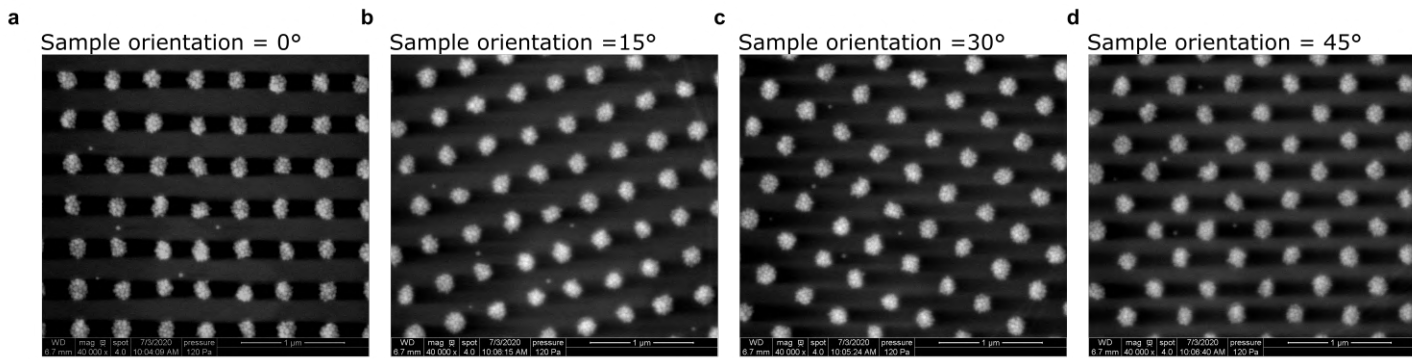 a
Sample orientation = 0°
WD mag spot 7/3/2020 pressure 1 µm
6.7 mm 40 000 x 4.0 10:04:09 AM 120 Pa
b
Sample orientation =15°
WD mag spot 7/3/2020 pressure 1 µm
6.7 mm 40 000 x 4.0 10:06:15 AM 120 Pa
c
Sample orientation =30°
WD mag spot 7/3/2020 pressure 1 µm
6.7 mm 40 000 x 4.0 10:05:24 AM 120 Pa
d
Sample orientation = 45°
WD mag spot 7/3/2020 pressure 1 µm
6.7 mm 40 000 x 4.0 10:06:40 AM 120 Pa